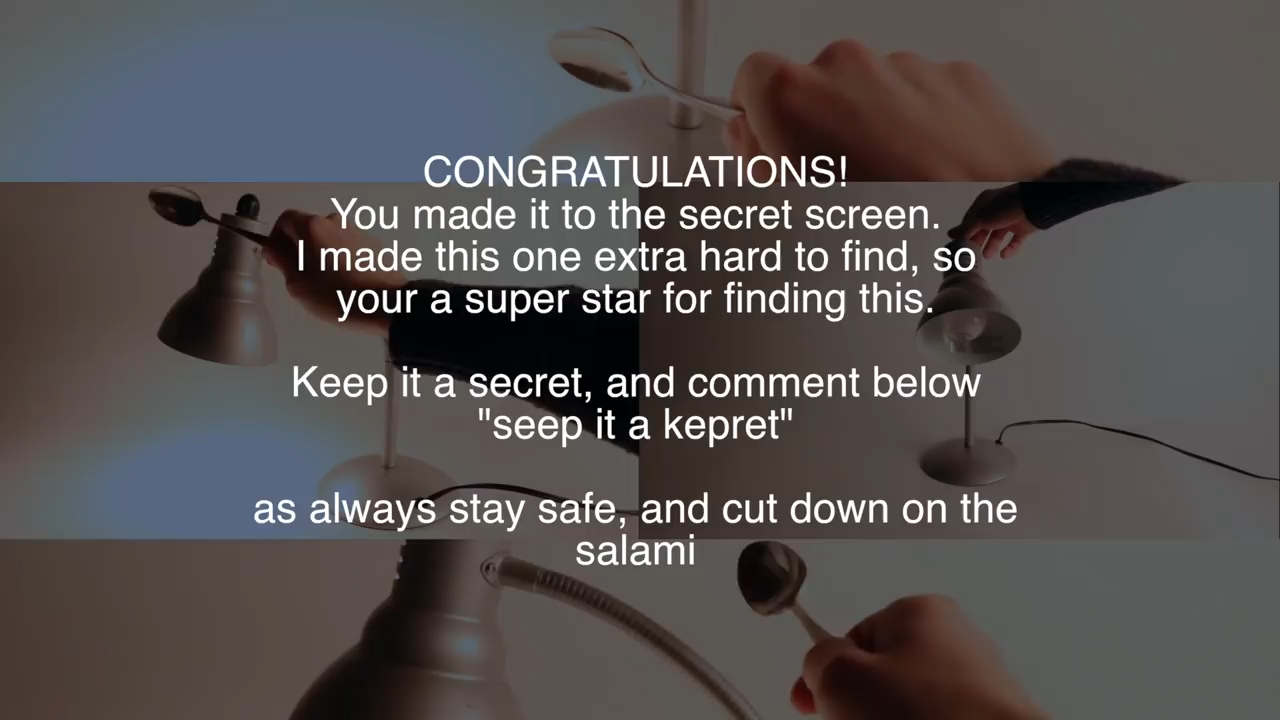 CONGRATULATIONS!
You made it to the secret screen.
I made this one extra hard to find, so
your a super star for finding this.
Keep it a secret, and comment below
"seep it a kepret"
as always stay safe, and cut down on the
salami